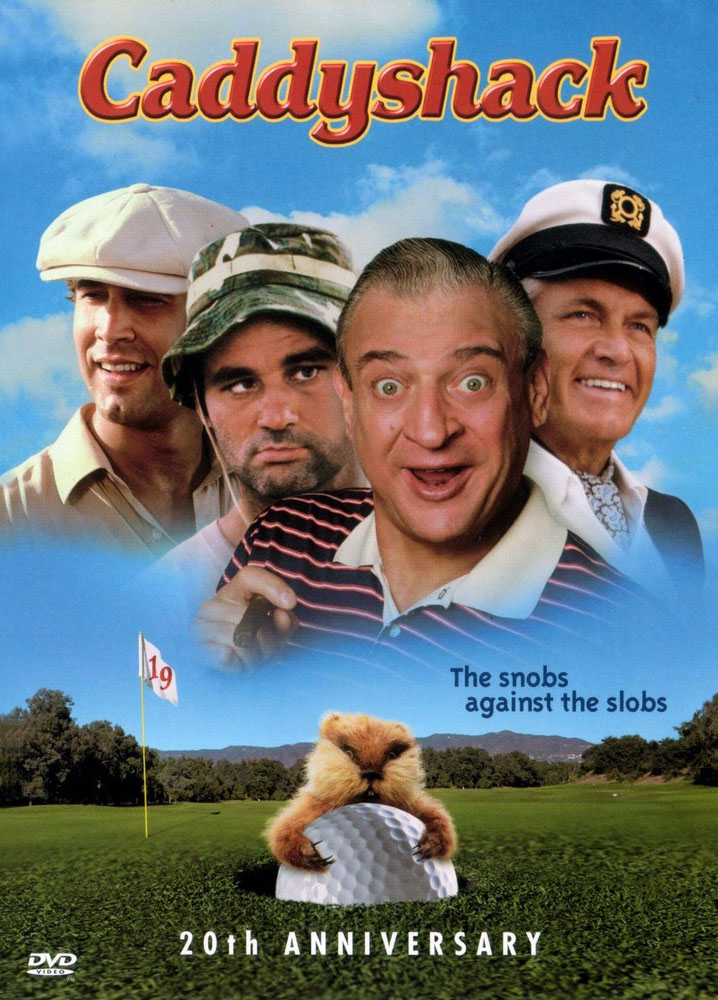 Caddyshack
19
The snobs
against the slobs
20th ANNIVERSARY
DVD
VIDEO